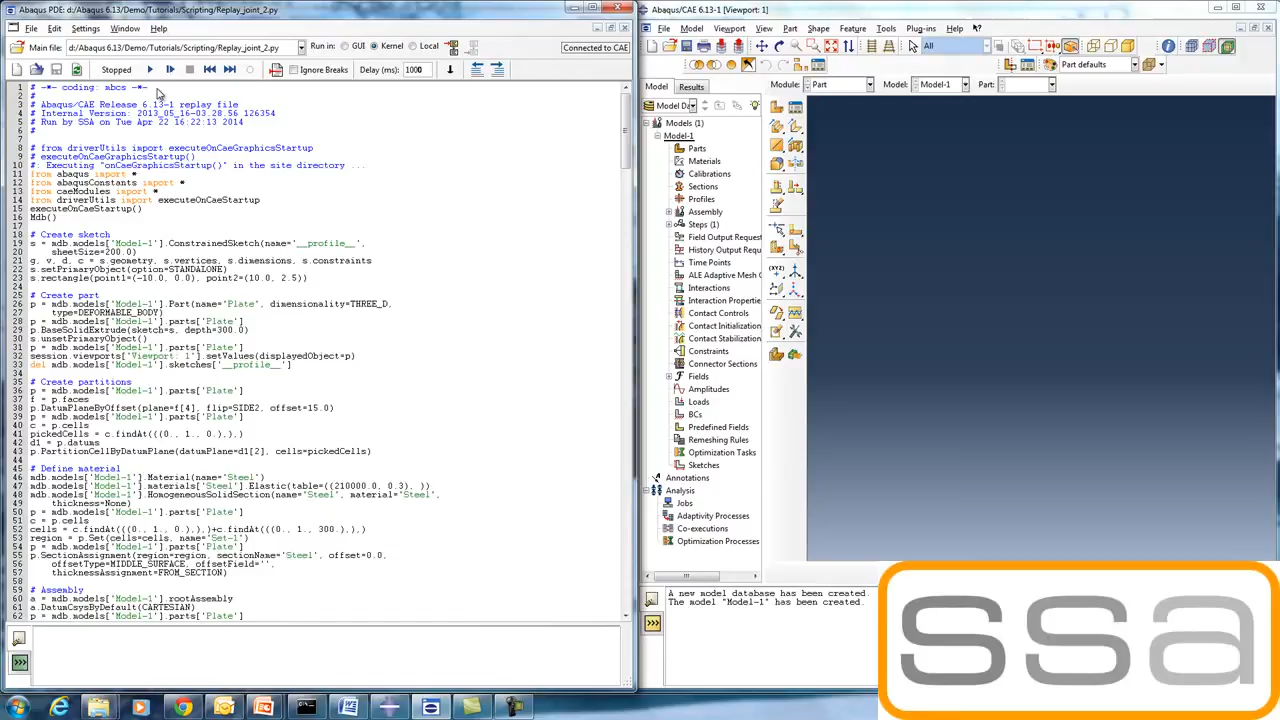 Abaqus PDE: d:/Abaqus 6.13/Demo/Tutorials/Scripting/Replay_joint_2.py
File Edit Settings Window Help
Main file: d:/Abaqus 6.13/Demo/Tutorials/Scripting/Replay_joint_2.py Run in: GUI Kernel Local Connected to CAE
Stopped Ignore Breaks Delay (ms): 1000
1 # -*- coding: mbcs -*-
2 #
3 # Abaqus/CAE Release 6.13-1 replay file
4 # Internal Version: 2013_05_16-03.28.56 126354
5 # Run by SSA on Tue Apr 22 16:22:13 2014
6 #
7
8 # from driverUtils import executeOnCaeGraphicsStartup
9 # executeOnCaeGraphicsStartup()
10 #: Executing "onCaeGraphicsStartup()" in the site directory ...
11 from abaqus import *
12 from abaqusConstants import *
13 from caeModules import *
14 from driverUtils import executeOnCaeStartup
15 executeOnCaeStartup()
16 Mdb()
17
18 # Create sketch
19 s = mdb.models['Model-1'].ConstrainedSketch(name='__profile__',
20 sheetSize=200.0)
21 g, v, d, c = s.geometry, s.vertices, s.dimensions, s.constraints
22 s.setPrimaryObject(option=STANDALONE)
23 s.rectangle(point1=(-10.0, 0.0), point2=(10.0, 2.5))
24
25 # Create part
26 p = mdb.models['Model-1'].Part(name='Plate', dimensionality=THREE_D,
27 type=DEFORMABLE_BODY)
28 p = mdb.models['Model-1'].parts['Plate']
29 p.BaseSolidExtrude(sketch=s, depth=300.0)
30 s.unsetPrimaryObject()
31 p = mdb.models['Model-1'].parts['Plate']
32 session.viewports['Viewport: 1'].setValues(displayedObject=p)
33 del mdb.models['Model-1'].sketches['__profile__']
34
35 # Create partitions
36 p = mdb.models['Model-1'].parts['Plate']
37 f = p.faces
38 p.DatumPlaneByOffset(plane=f[4], flip=SIDE2, offset=15.0)
39 p = mdb.models['Model-1'].parts['Plate']
40 c = p.cells
41 pickedCells = c.findAt(((0., 1., 0.),),)
42 d1 = p.datums
43 p.PartitionCellByDatumPlane(datumPlane=d1[2], cells=pickedCells)
44
45 # Define material
46 mdb.models['Model-1'].Material(name='Steel')
47 mdb.models['Model-1'].materials['Steel'].Elastic(table=((210000.0, 0.3), ))
48 mdb.models['Model-1'].HomogeneousSolidSection(name='Steel', material='Steel',
49 thickness=None)
50 p = mdb.models['Model-1'].parts['Plate']
51 c = p.cells
52 cells = c.findAt(((0., 1., 0.),),)+c.findAt(((0., 1., 300.),),)
53 region = p.Set(cells=cells, name='Set-1')
54 p = mdb.models['Model-1'].parts['Plate']
55 p.SectionAssignment(region=region, sectionName='Steel', offset=0.0,
56 offsetType=MIDDLE_SURFACE, offsetField='',
57 thicknessAssignment=FROM_SECTION)
58
59 # Assembly
60 a = mdb.models['Model-1'].rootAssembly
61 a.DatumCsysByDefault(CARTESIAN)
62 p = mdb.models['Model-1'].parts['Plate']
>>>
Abaqus/CAE 6.13-1 [Viewport: 1]
File Model Viewport View Part Shape Feature Tools Plug-ins Help
All
Part defaults
Model Results Module: Part Model: Model-1 Part:
Model Da
Models (1)
Model-1
Parts
Materials
Calibrations
Sections
Profiles
Assembly
Steps (1)
Field Output Reques
History Output Requ
Time Points
ALE Adaptive Mesh C
Interactions
Interaction Propertie
Contact Controls
Contact Initialization
Contact Stabilization
Constraints
Connector Sections
Fields
Amplitudes
Loads
BCs
Predefined Fields
Remeshing Rules
Optimization Tasks
Sketches
Annotations
Analysis
Jobs
Adaptivity Processes
Co-executions
Optimization Processes
(XYZ)
A new model database has been created.
The model "Model-1" has been created.
>>>
ssa